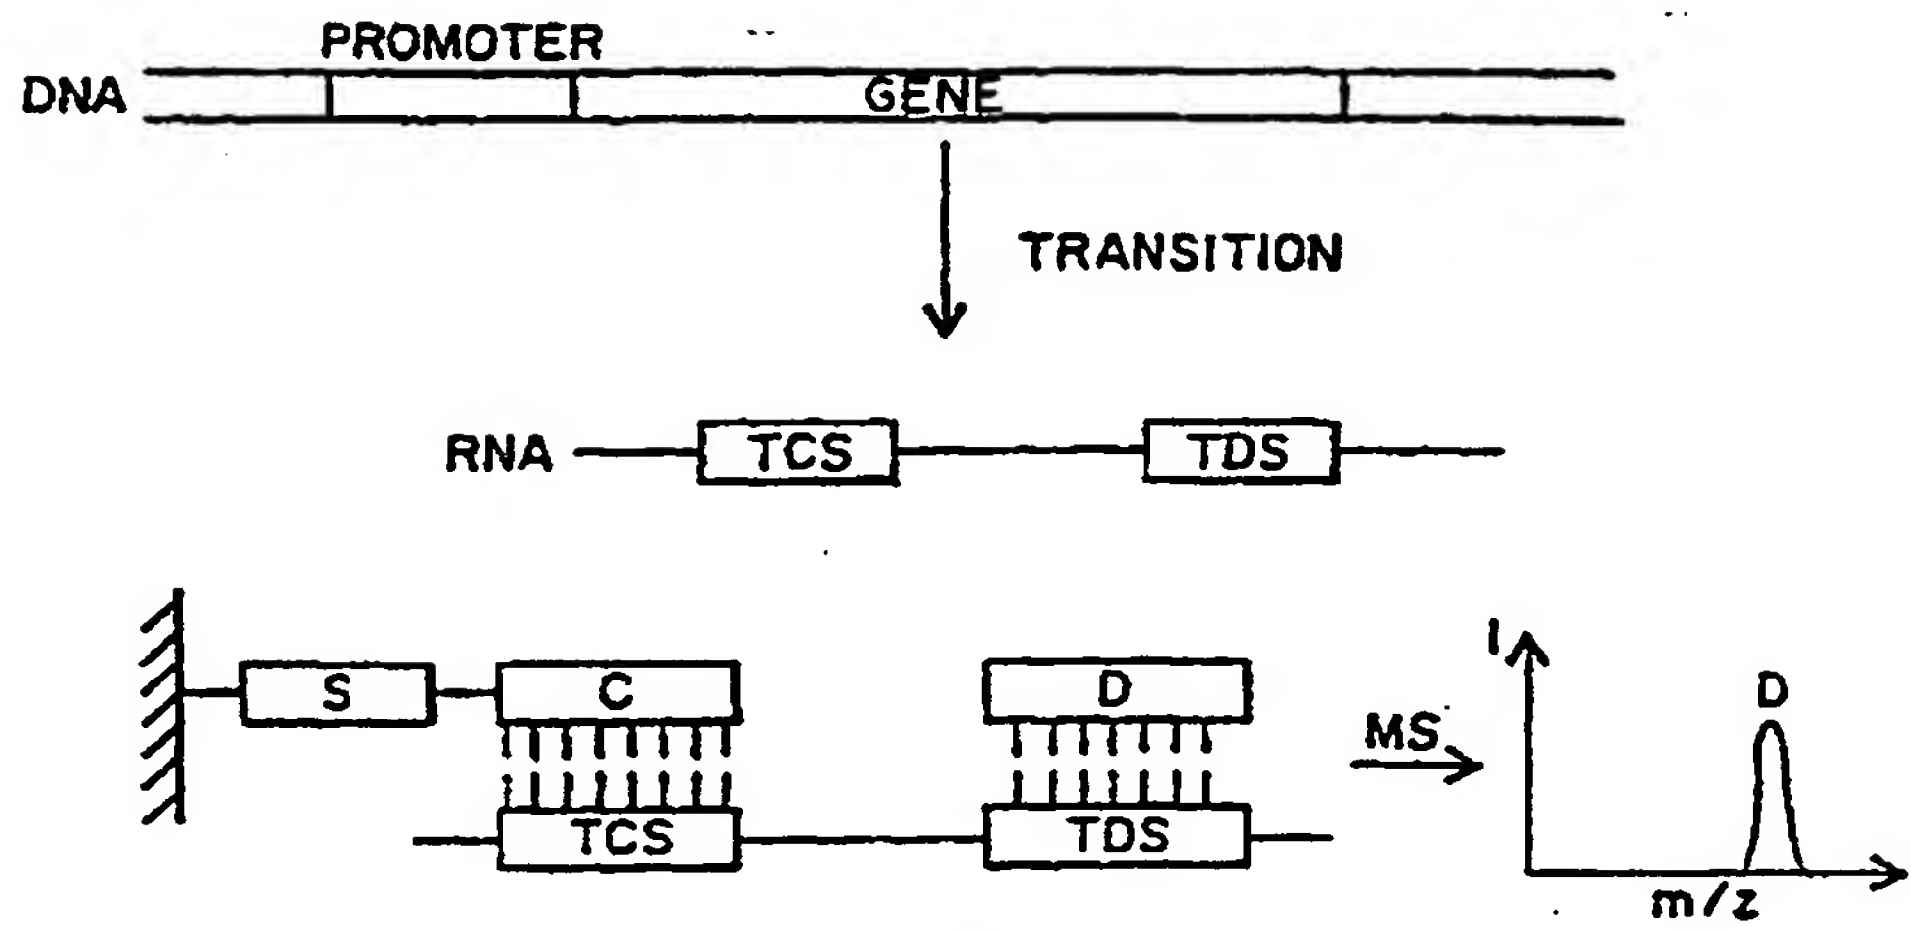 PROMOTER
DNA GENE
TRANSITION
RNA TCS TDS
S C D
TCS TDS
MS
I
D
m/z